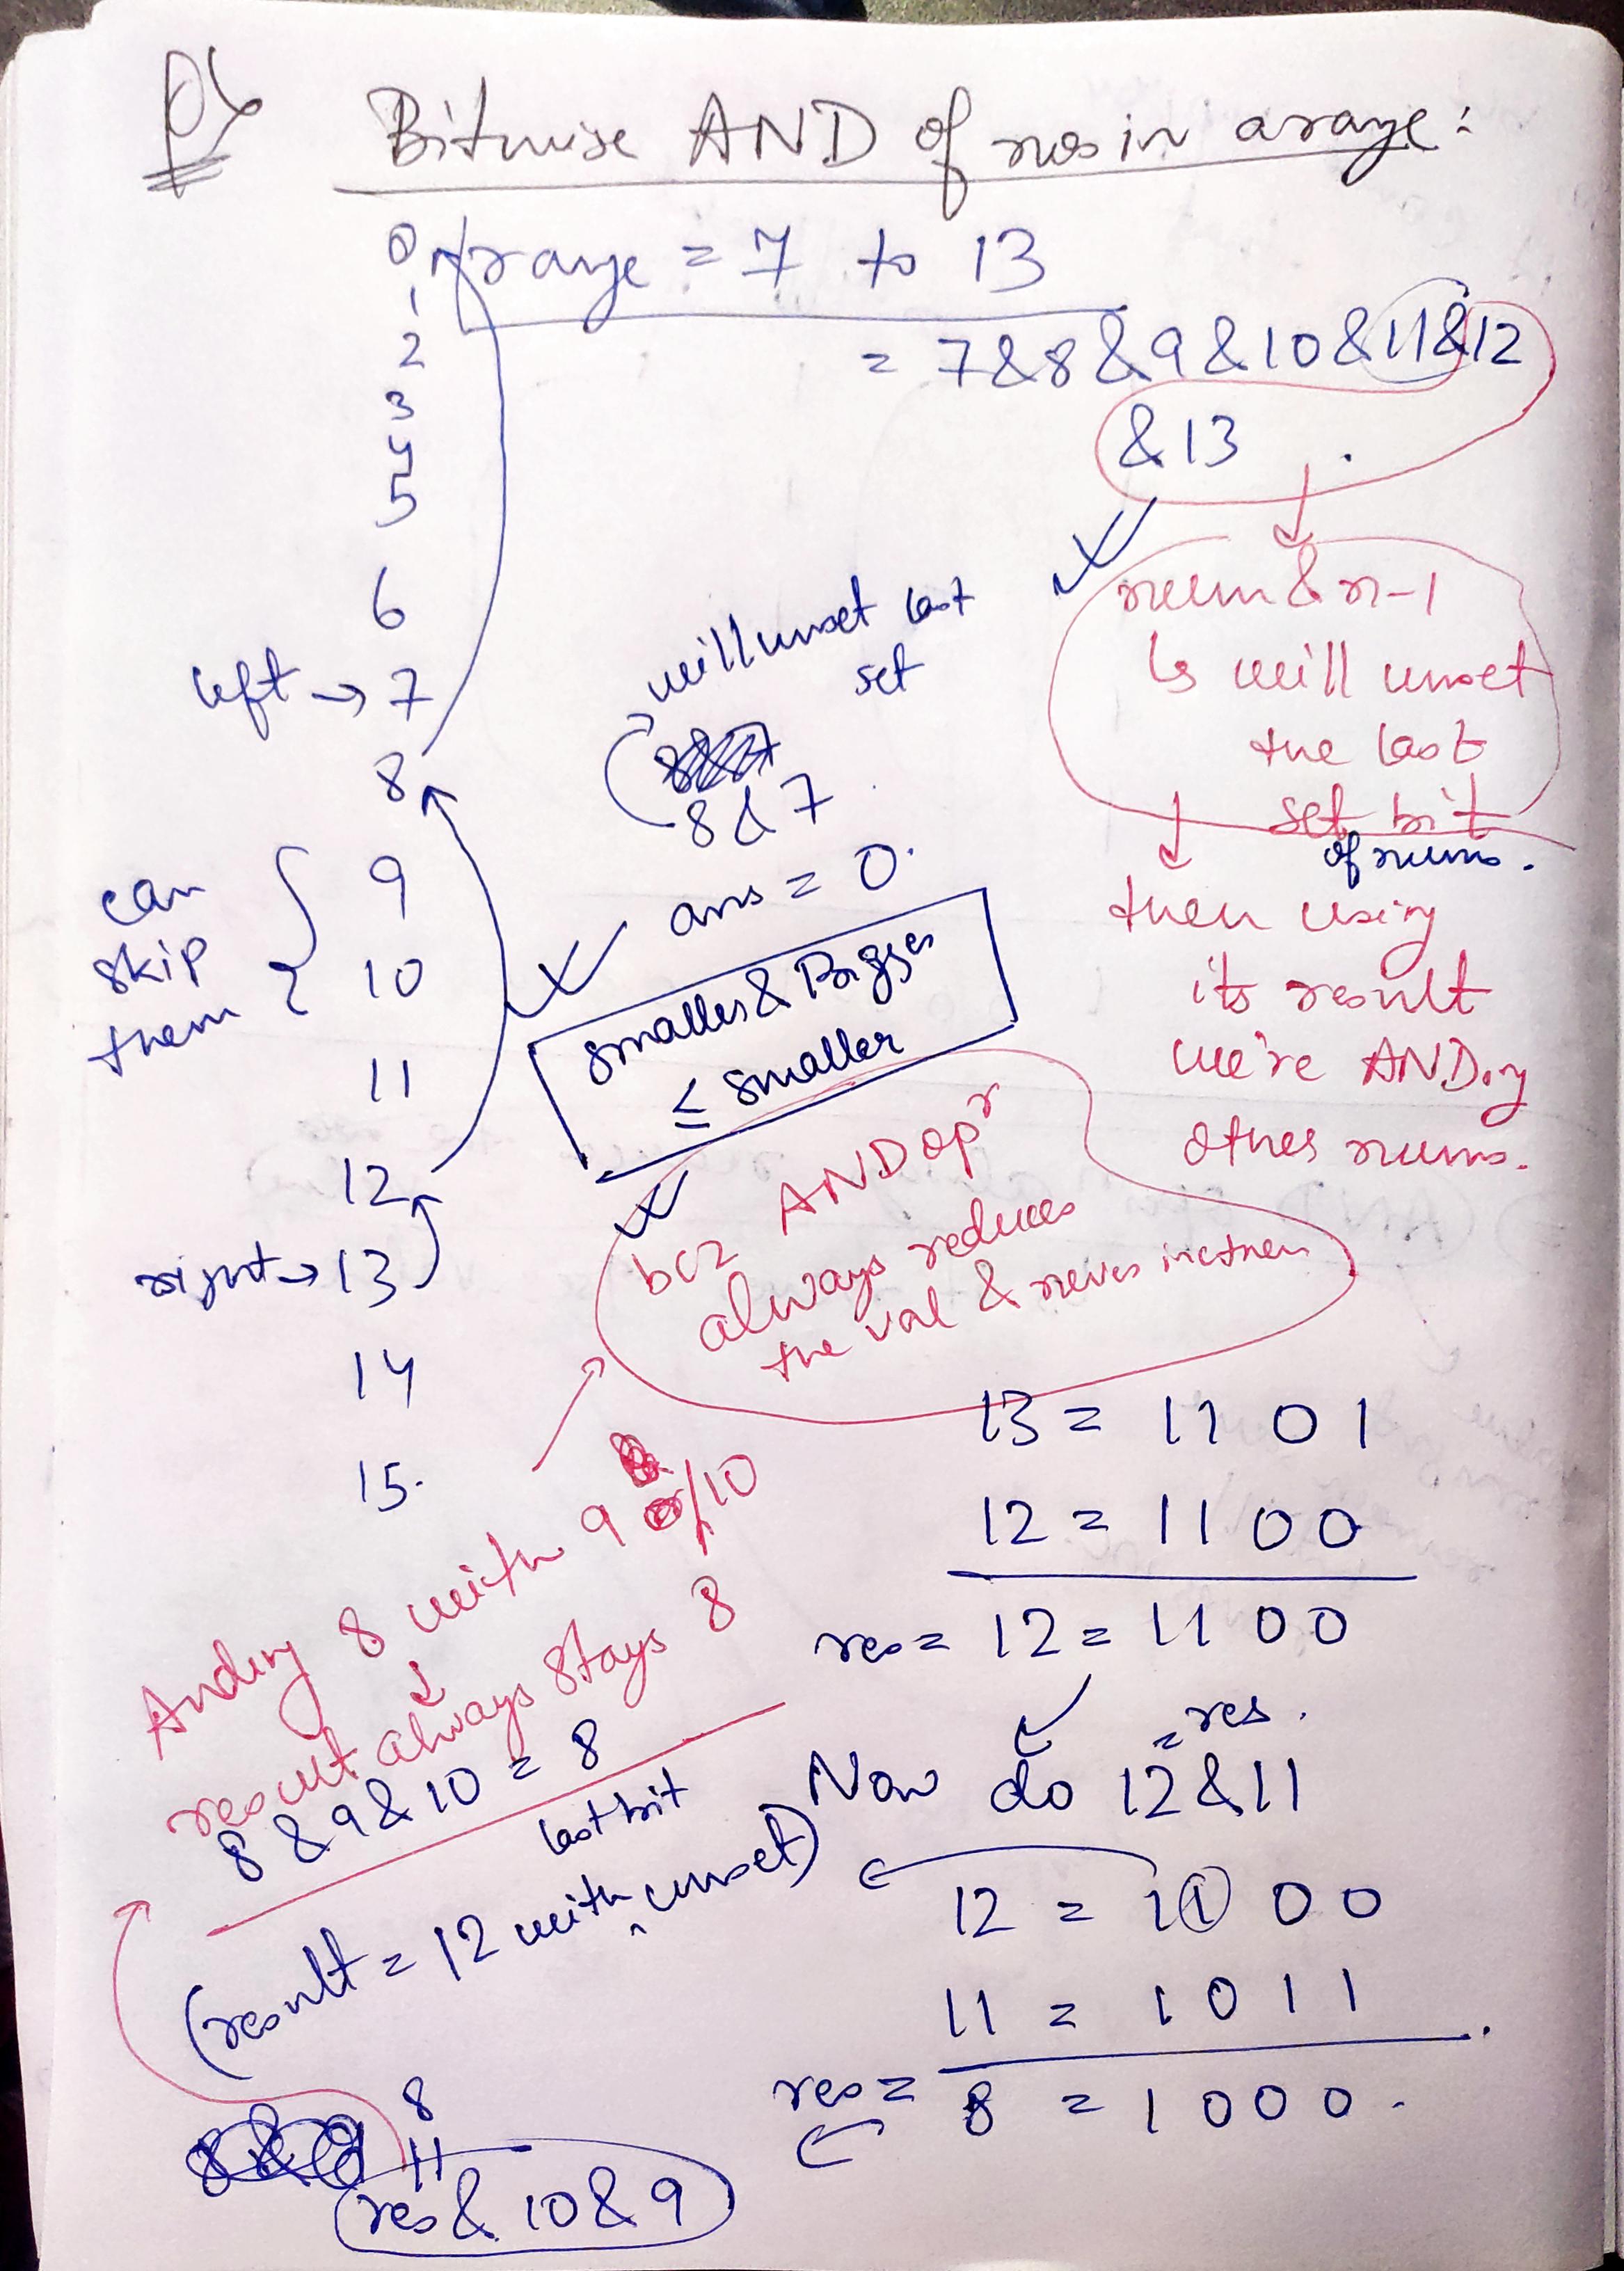 Q6 Bitwise AND of nos in a range:
range = 7 to 13
= 7&8&9&10&11&12
&13
0
1
2
3
4
5
6
left → 7
8
9
10
11
12
right → 13
14
15.
can
skip
them
will unset last
set
8&7
ans = 0.
smaller & Bigger
≤ smaller
num & n-1
↳ will unset
the last
set bit
of nums.
then using
its result
we're ANDing
other nums.
bcz AND opr
always reduces
the val & never
Anding 8 with 9 or/10
result always stays 8
8&9&10 = 8
last bit
(result = 12 with ^ unset)
13 = 1101
12 = 1100
res = 12 = 1100
= res.
Now do 12&11
12 = 1100
11 = 1011
res = 8 = 1000.
8
11
res & 10 & 9